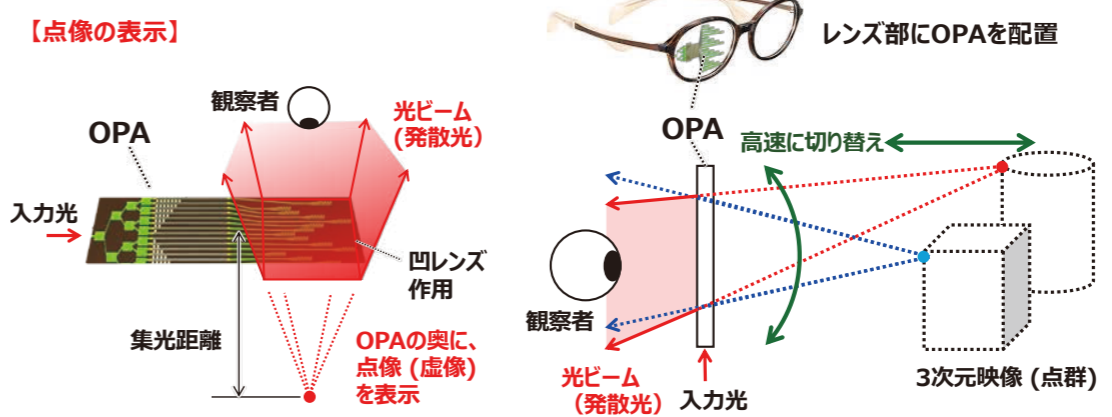 【点像の表示】
観察者
光ビーム
(発散光)
OPA
入力光
凹レンズ
作用
集光距離
OPAの奥に、
点像 (虚像)
を表示
レンズ部にOPAを配置
OPA
高速に切り替え
観察者
光ビーム
(発散光)
入力光
3次元映像 (点群)